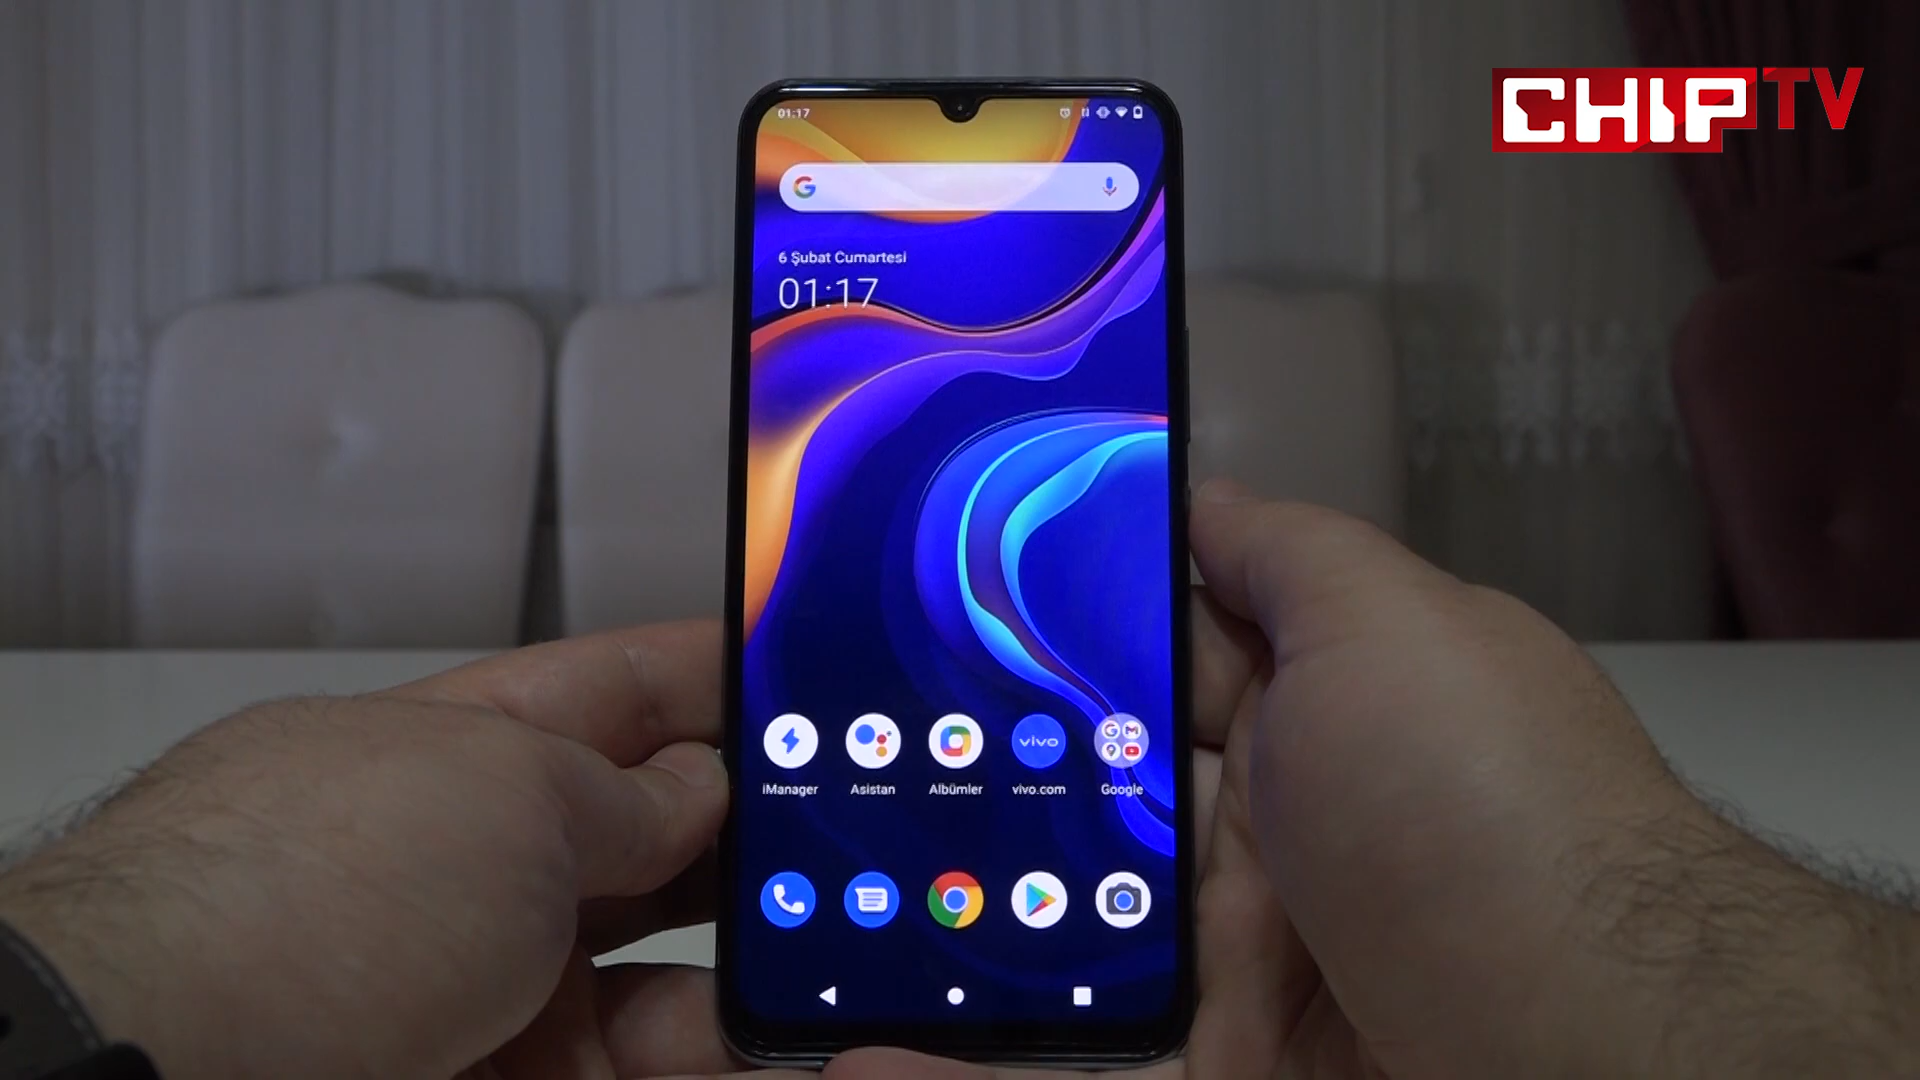 CHIP TV
01:17
6 Şubat Cumartesi
01:17
vivo
iManager Asistan Albümler vivo.com Google